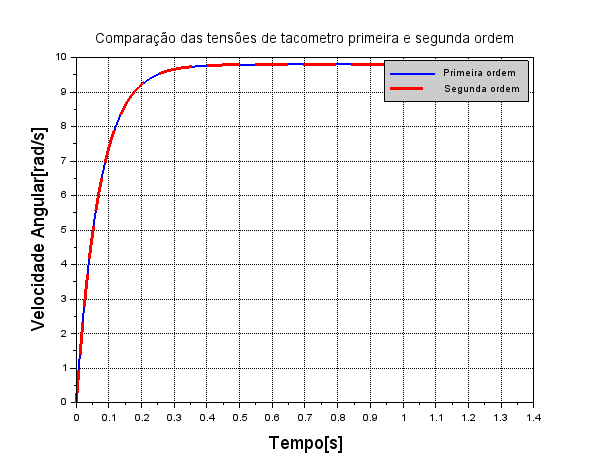 Comparação das tensões de tacometro primeira e segunda ordem
10
9
8
7
6
5
4
3
2
1
0
Velocidade Angular[rad/s]
Primeira ordem
Segunda ordem
0 0.1 0.2 0.3 0.4 0.5 0.6 0.7 0.8 0.9 1 1.1 1.2 1.3 1.4
Tempo[s]